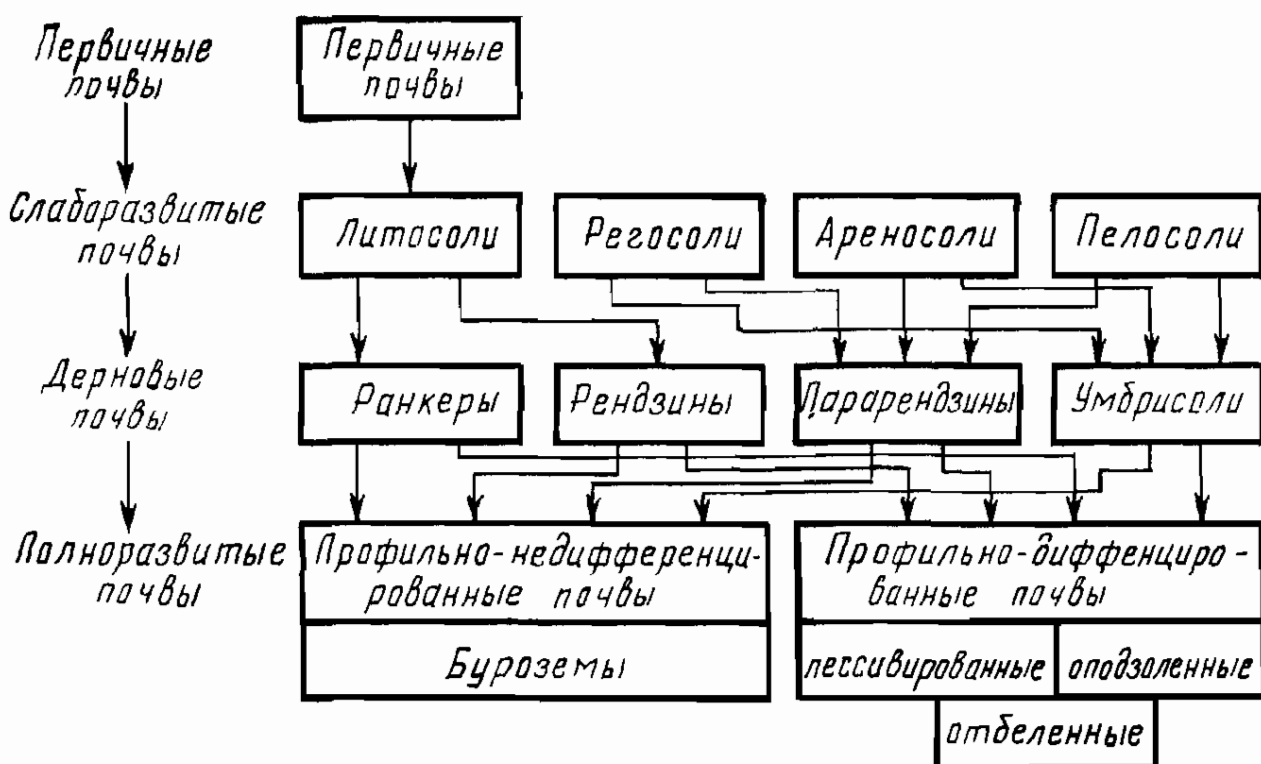 Первичные
почвы
Первичные
почвы
Слаборазвитые
почвы
Литосоли
Регосоли
Ареносоли
Пелосоли
Дерновые
почвы
Ранкеры
Рендзины
Парарендзины
Умбрисоли
Полноразвитые
почвы
Профильно-недифференци-
рованные почвы
Профильно-диффенциро-
ванные почвы
Буроземы
лессивированные
оподзоленные
отбеленные